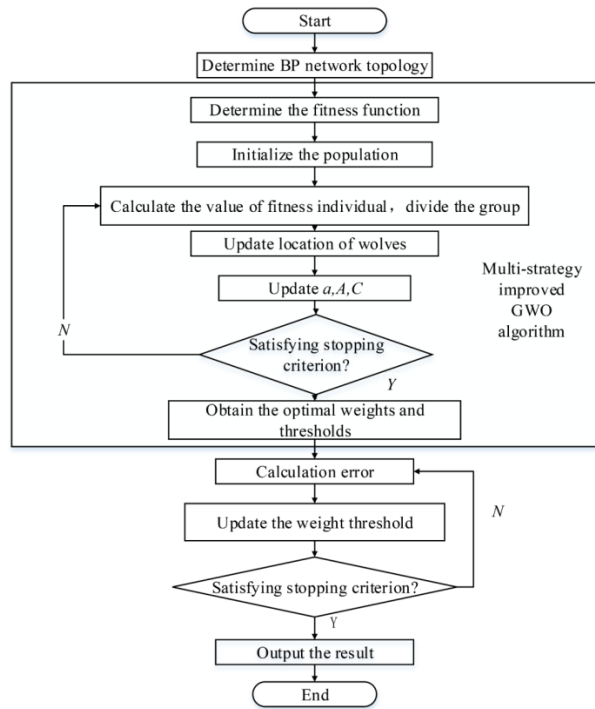 Start
Determine BP network topology
Determine the fitness function
Initialize the population
Calculate the value of fitness individual，divide the group
Update location of wolves
Update a,A,C
Multi-strategy
improved
GWO
algorithm
N
Satisfying stopping
criterion?
Y
Obtain the optimal weights and
thresholds
Calculation error
N
Update the weight threshold
Satisfying stopping criterion?
Y
Output the result
End